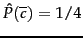 P̂(c̅) = 1/4